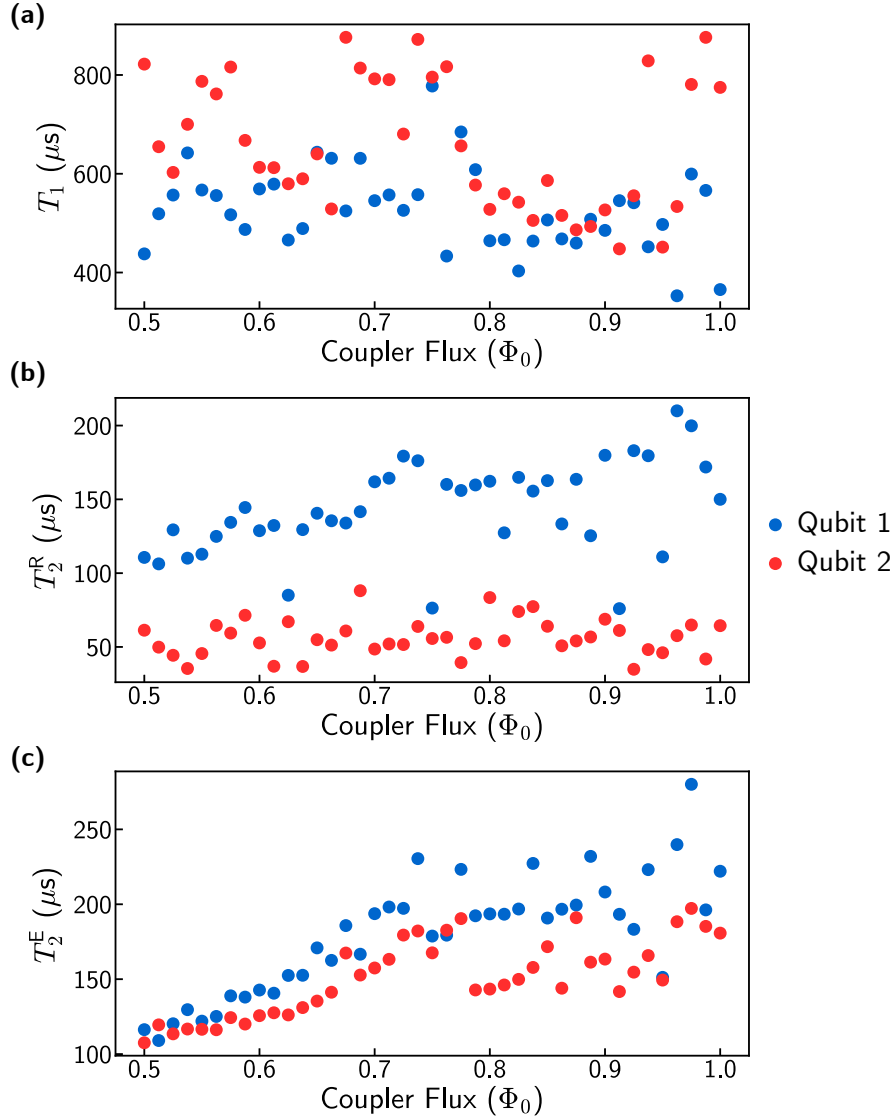 (a)
800
600
400
T₁ (μs)
0.5 0.6 0.7 0.8 0.9 1.0
Coupler Flux (Φ₀)
(b)
200
150
100
50
T₂ᴿ (μs)
0.5 0.6 0.7 0.8 0.9 1.0
Coupler Flux (Φ₀)
Qubit 1
Qubit 2
(c)
250
200
150
100
T₂ᴱ (μs)
0.5 0.6 0.7 0.8 0.9 1.0
Coupler Flux (Φ₀)